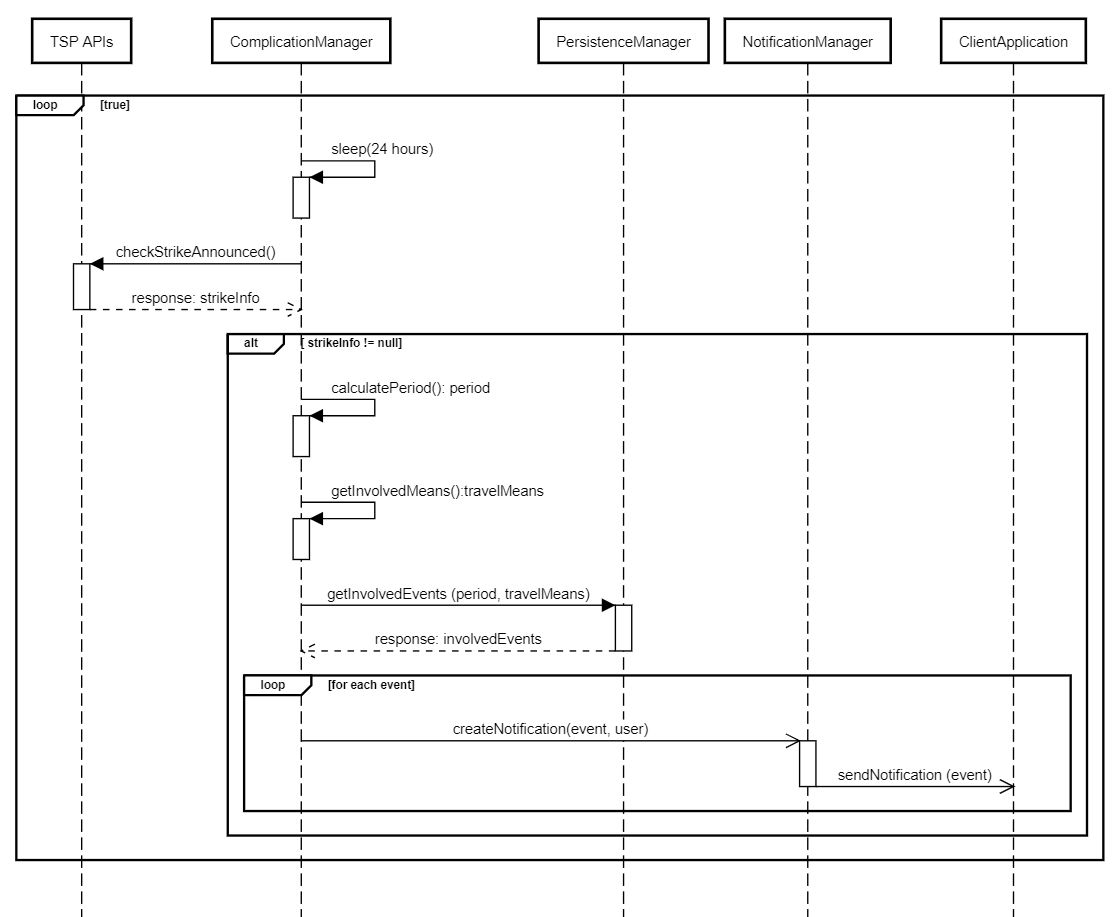 TSP APIs
ComplicationManager
PersistenceManager
NotificationManager
ClientApplication
loop
[true]
sleep(24 hours)
checkStrikeAnnounced()
response: strikeInfo
alt
[ strikeInfo != null]
calculatePeriod(): period
getInvolvedMeans():travelMeans
getInvolvedEvents (period, travelMeans)
response: involvedEvents
loop
[for each event]
createNotification(event, user)
sendNotification (event)